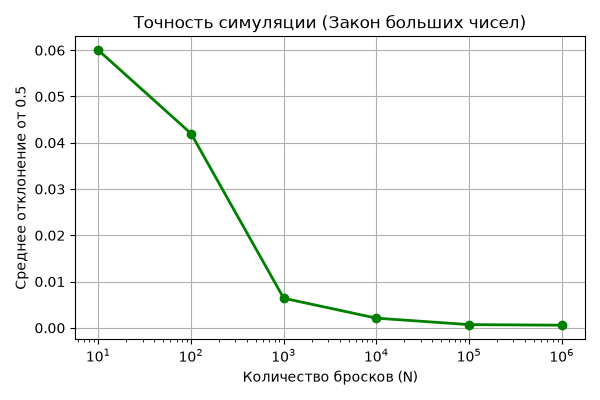 Точность симуляции (Закон больших чисел)
Среднее отклонение от 0.5
0.06
0.05
0.04
0.03
0.02
0.01
0.00
10¹ 10² 10³ 10⁴ 10⁵ 10⁶
Количество бросков (N)